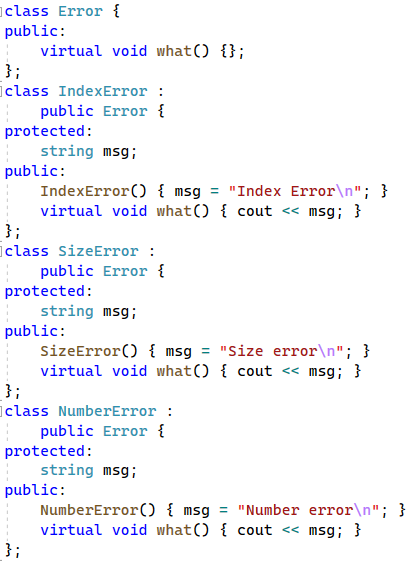 class Error {
public:
    virtual void what() {};
};
class IndexError :
    public Error {
protected:
    string msg;
public:
    IndexError() { msg = "Index Error\n"; }
    virtual void what() { cout << msg; }
};
class SizeError :
    public Error {
protected:
    string msg;
public:
    SizeError() { msg = "Size error\n"; }
    virtual void what() { cout << msg; }
};
class NumberError :
    public Error {
protected:
    string msg;
public:
    NumberError() { msg = "Number error\n"; }
    virtual void what() { cout << msg; }
};